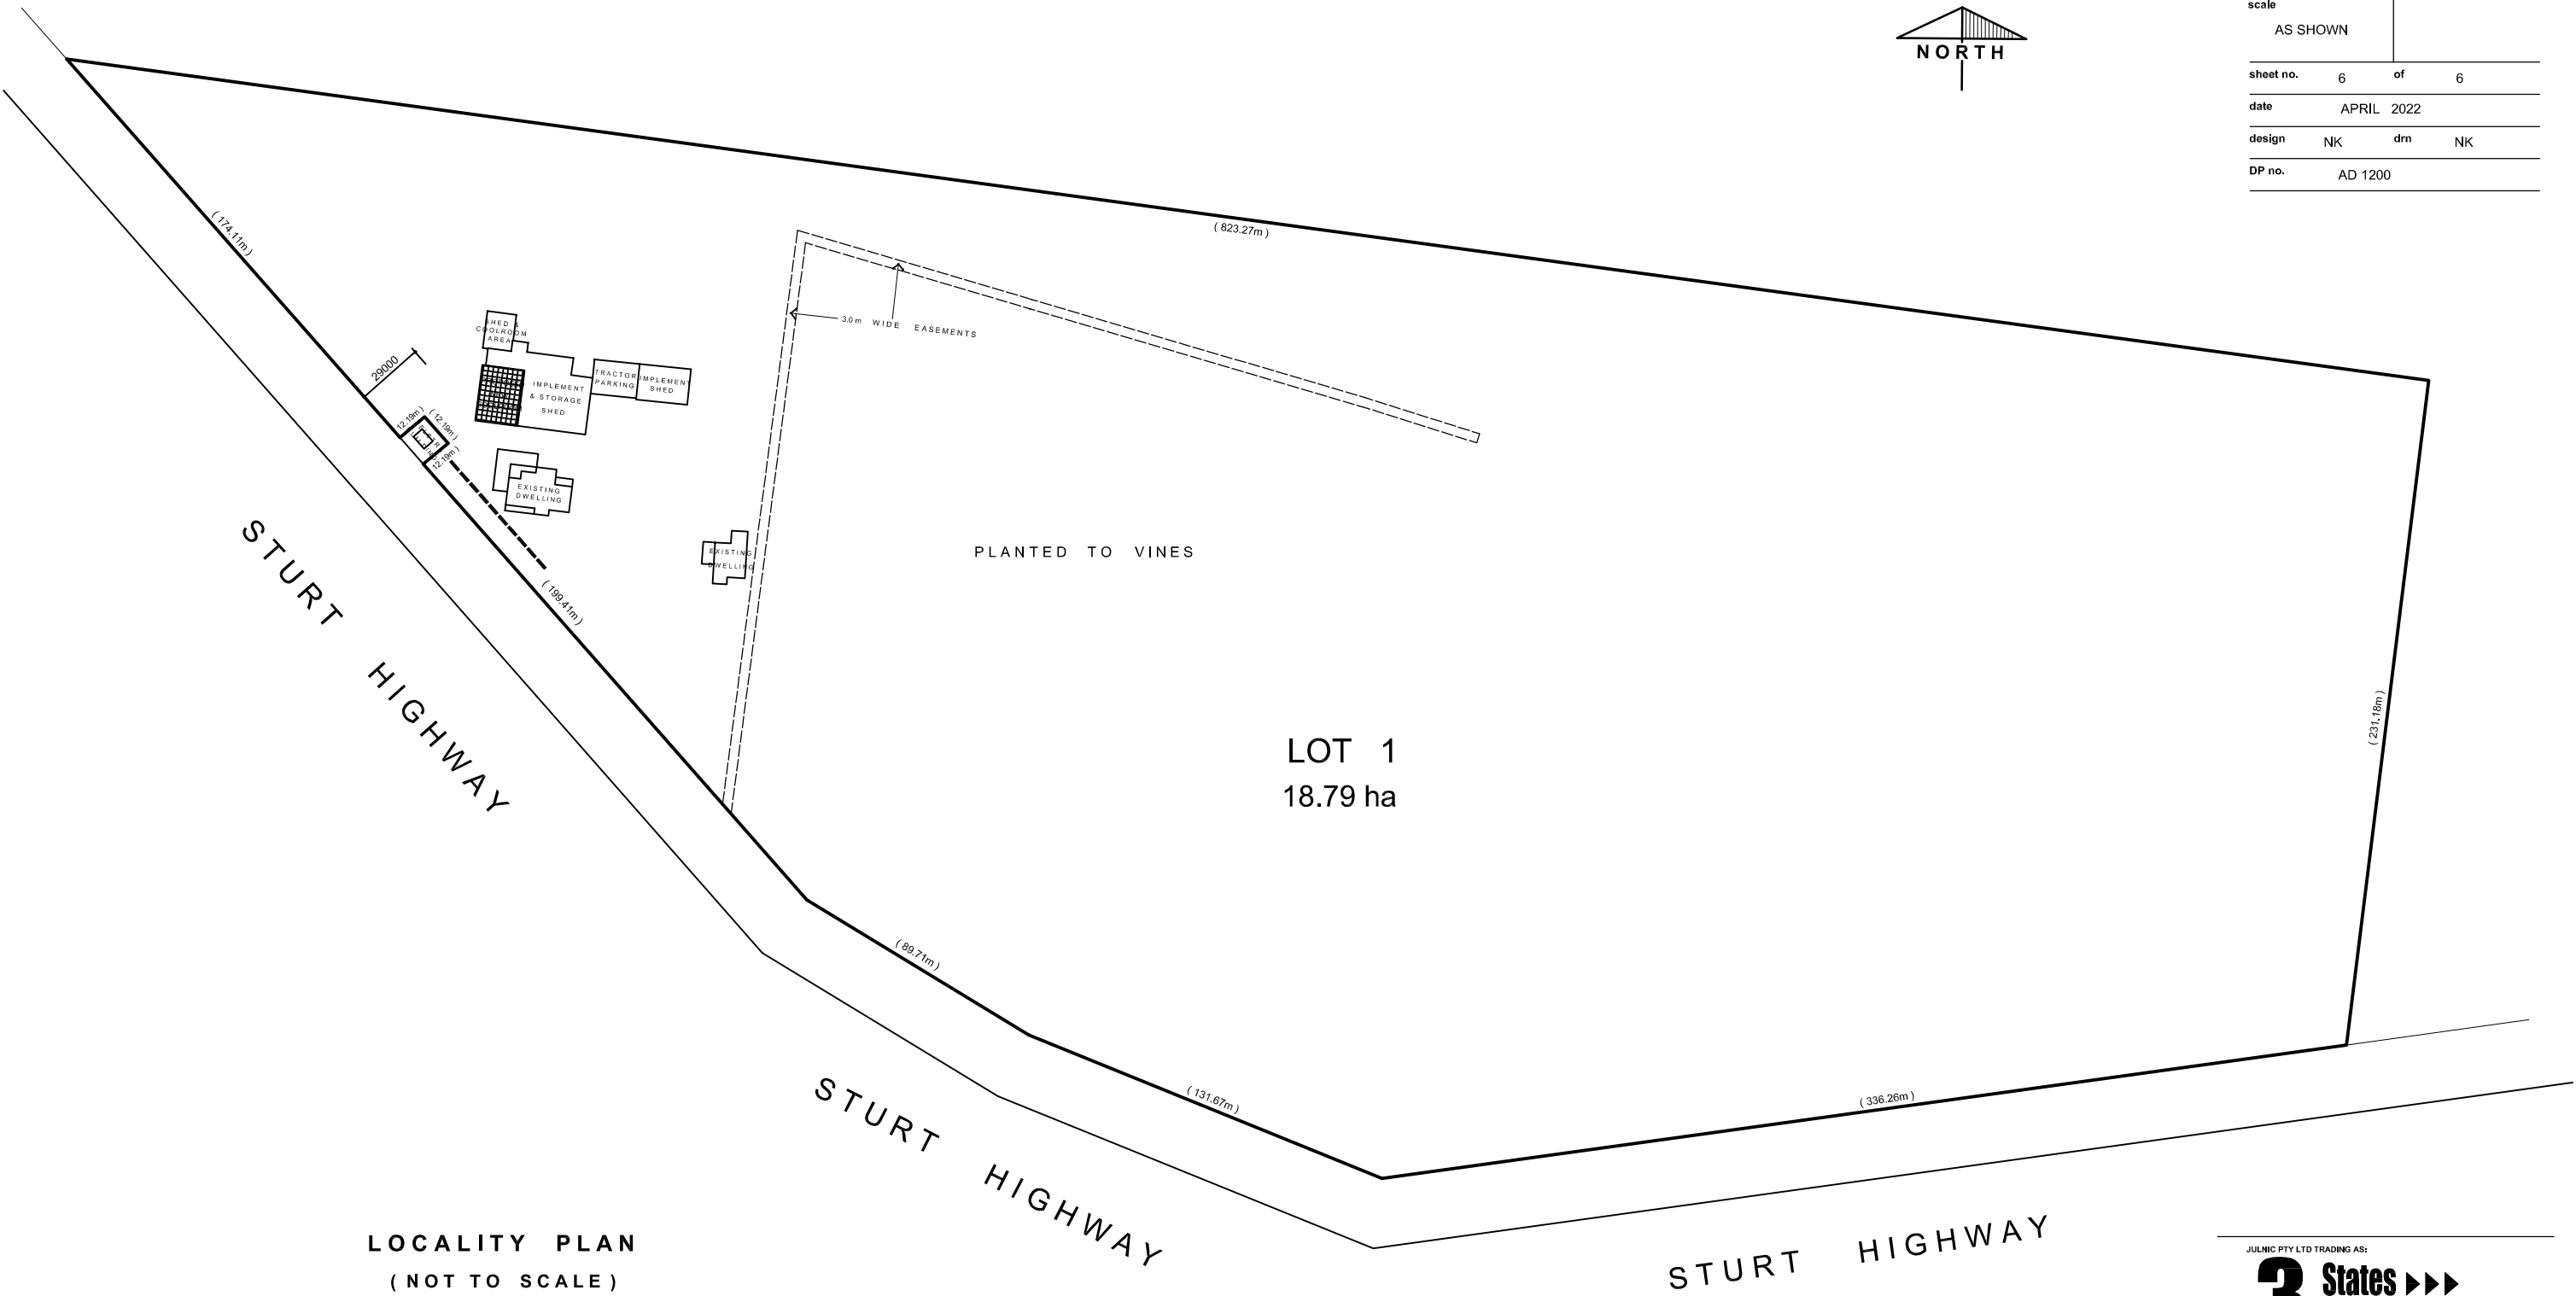 scale
AS SHOWN
NORTH
sheet no. 6 of 6
date APRIL 2022
design NK drn NK
DP no. AD 1200
( 823.27m )
( 174.11m )
3.0 m WIDE EASEMENTS
SHED &
COOLROOM
AREA
29000
TRACTOR
PARKING
IMPLEMENT
SHED
IMPLEMENT
& STORAGE
SHED
12.19m )
( 12.19m )
12.19m )
EXISTING
DWELLING
EXISTING
DWELLING
PLANTED TO VINES
( 199.41m )
STURT HIGHWAY
LOT 1
18.79 ha
( 231.18m )
( 89.71m )
( 131.67m )
( 336.26m )
STURT HIGHWAY
STURT HIGHWAY
LOCALITY PLAN
( NOT TO SCALE )
JULNIC PTY LTD TRADING AS:
3 States